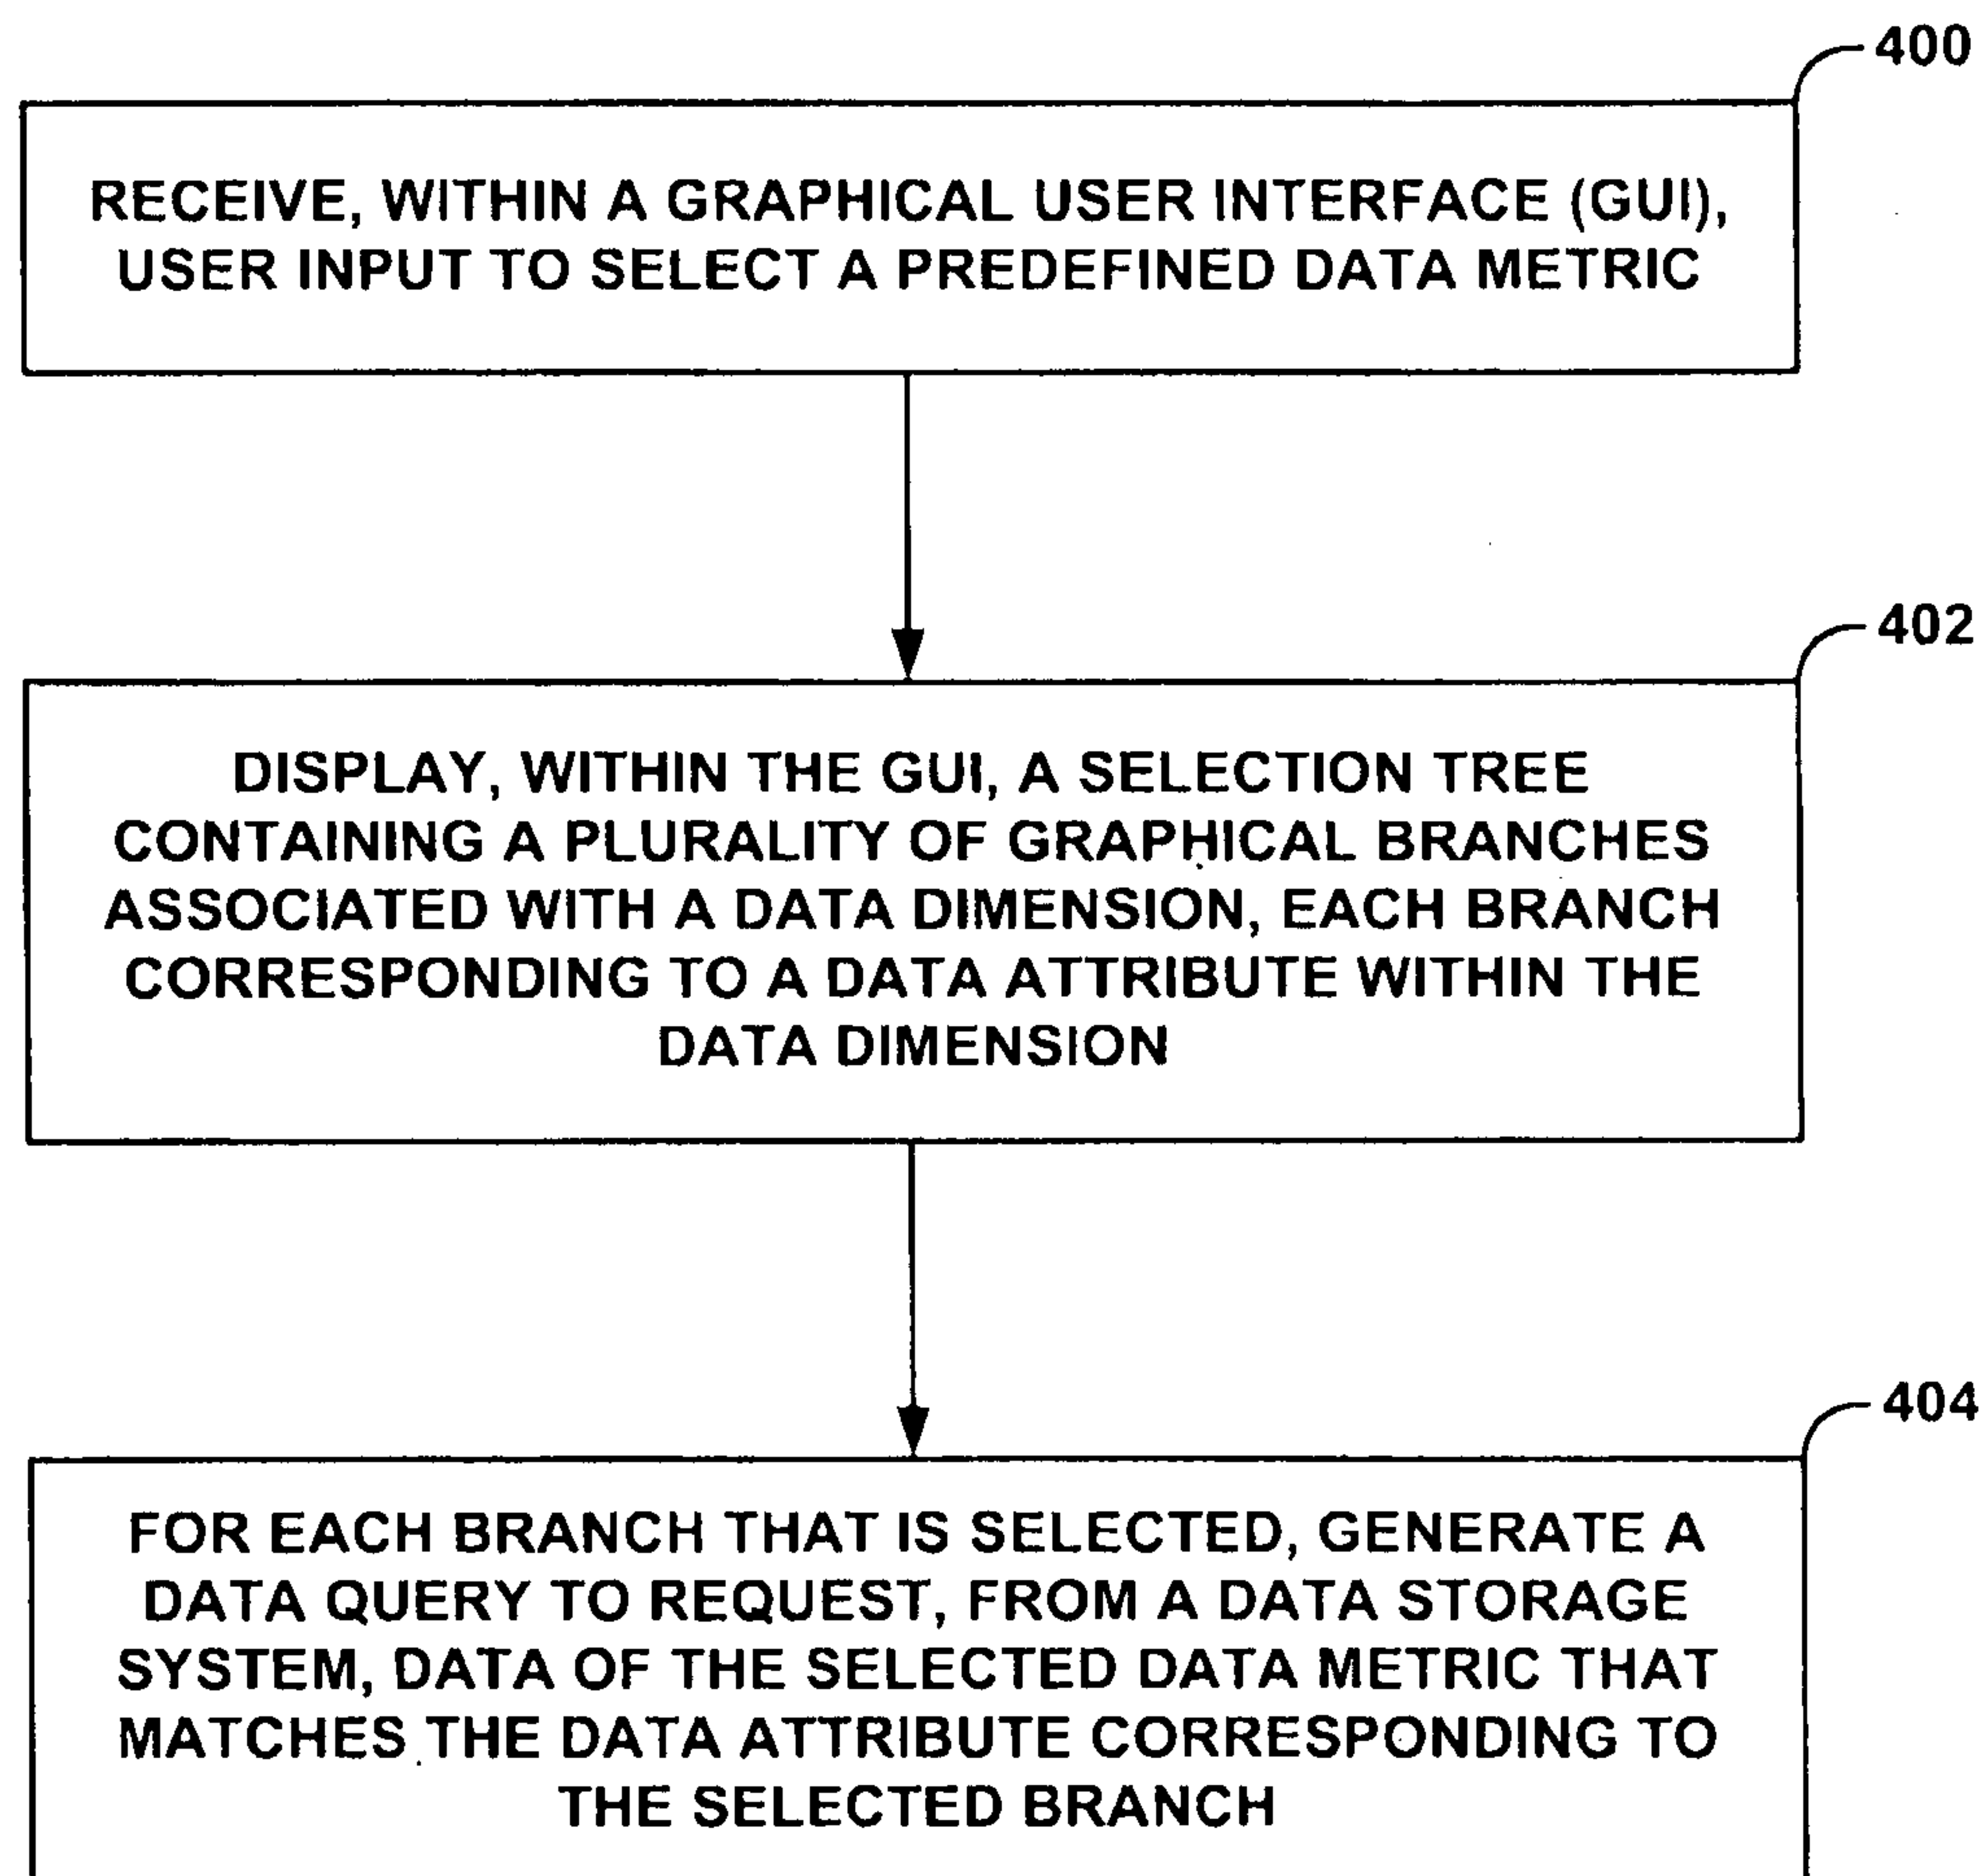 400
RECEIVE, WITHIN A GRAPHICAL USER INTERFACE (GUI),
USER INPUT TO SELECT A PREDEFINED DATA METRIC
402
DISPLAY, WITHIN THE GUI, A SELECTION TREE
CONTAINING A PLURALITY OF GRAPHICAL BRANCHES
ASSOCIATED WITH A DATA DIMENSION, EACH BRANCH
CORRESPONDING TO A DATA ATTRIBUTE WITHIN THE
DATA DIMENSION
404
FOR EACH BRANCH THAT IS SELECTED, GENERATE A
DATA QUERY TO REQUEST, FROM A DATA STORAGE
SYSTEM, DATA OF THE SELECTED DATA METRIC THAT
MATCHES THE DATA ATTRIBUTE CORRESPONDING TO
THE SELECTED BRANCH